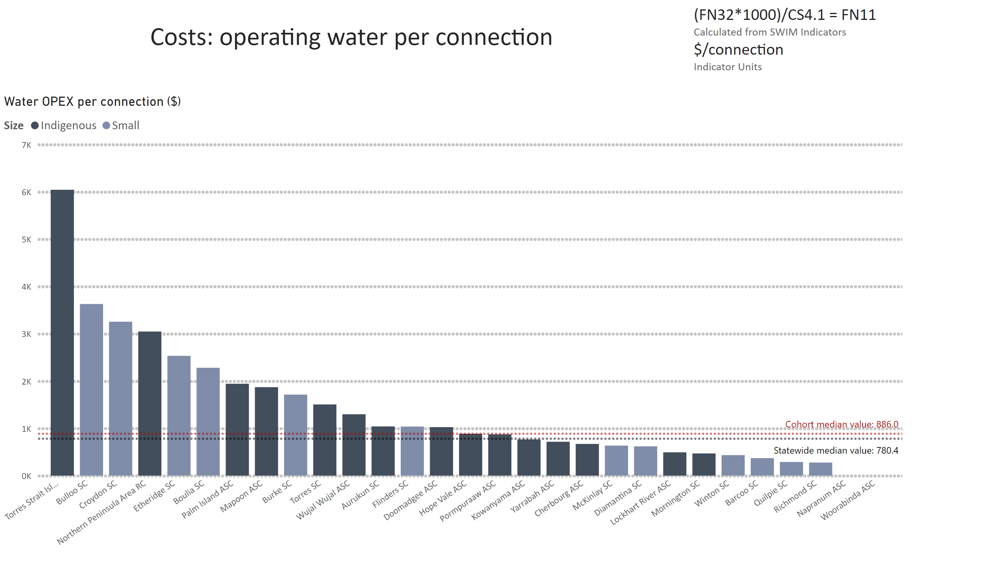 (FN32*1000)/CS4.1 = FN11
Calculated from SWIM Indicators
$/connection
Indicator Units
Costs: operating water per connection
Water OPEX per connection ($)
Size Indigenous Small
7K
6K
5K
4K
3K
2K
1K
0K
Cohort median value: 886.0
Statewide median value: 780.4
Torres Strait Isl...
Bulloo SC
Croydon SC
Northern Peninsula Area RC
Etheridge SC
Boulia SC
Palm Island ASC
Mapoon ASC
Burke SC
Torres SC
Wujal Wujal ASC
Aurukun SC
Flinders SC
Doomadgee ASC
Hope Vale ASC
Pormpuraaw ASC
Kowanyama ASC
Yarrabah ASC
Cherbourg ASC
McKinlay SC
Diamantina SC
Lockhart River ASC
Mornington SC
Winton SC
Barcoo SC
Quilpie SC
Richmond SC
Napranum ASC
Woorabinda ASC